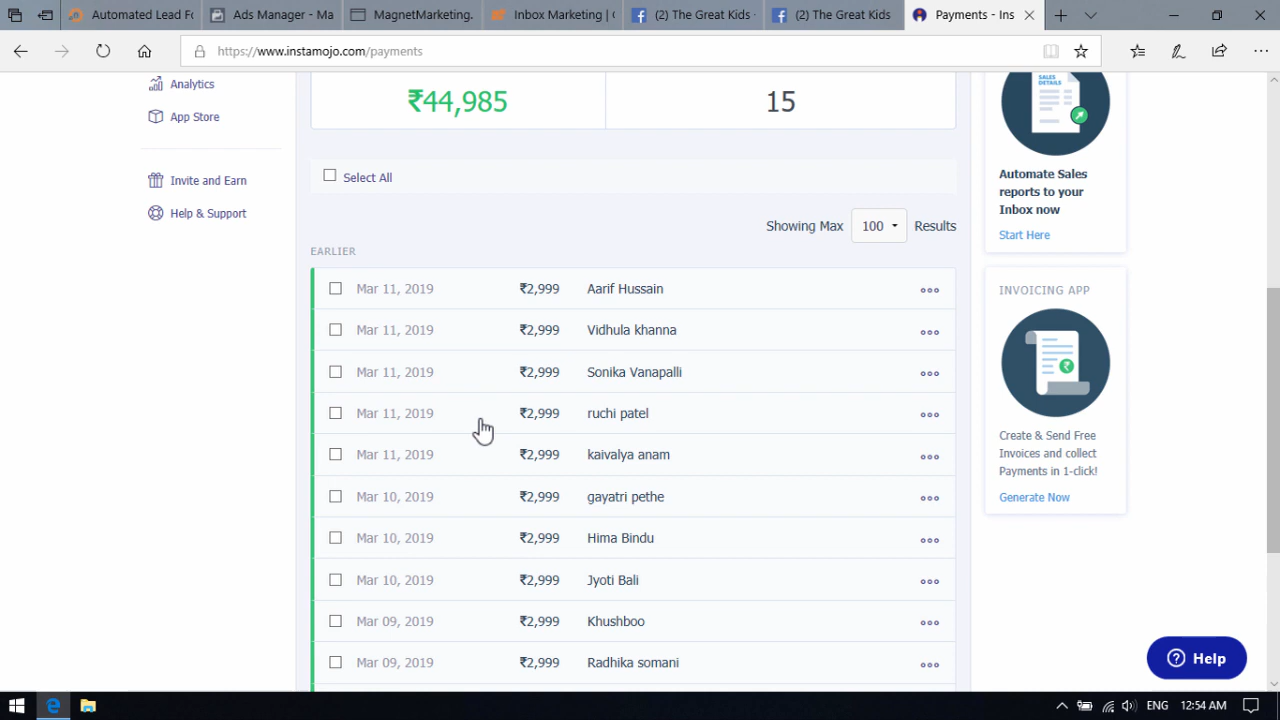 Automated Lead Fo
Ads Manager - Ma
MagnetMarketing.
Inbox Marketing | C
(2) The Great Kids
(2) The Great Kids
Payments - Ins
https://www.instamojo.com/payments
Analytics
App Store
Invite and Earn
Help & Support
₹44,985
15
Select All
Showing Max 100 Results
EARLIER
Mar 11, 2019 ₹2,999 Aarif Hussain
Mar 11, 2019 ₹2,999 Vidhula khanna
Mar 11, 2019 ₹2,999 Sonika Vanapalli
Mar 11, 2019 ₹2,999 ruchi patel
Mar 11, 2019 ₹2,999 kaivalya anam
Mar 10, 2019 ₹2,999 gayatri pethe
Mar 10, 2019 ₹2,999 Hima Bindu
Mar 10, 2019 ₹2,999 Jyoti Bali
Mar 09, 2019 ₹2,999 Khushboo
Mar 09, 2019 ₹2,999 Radhika somani
SALES
DETAILS
Automate Sales
reports to your
Inbox now
Start Here
INVOICING APP
₹
Create & Send Free
Invoices and collect
Payments in 1-click!
Generate Now
Help
ENG 12:54 AM